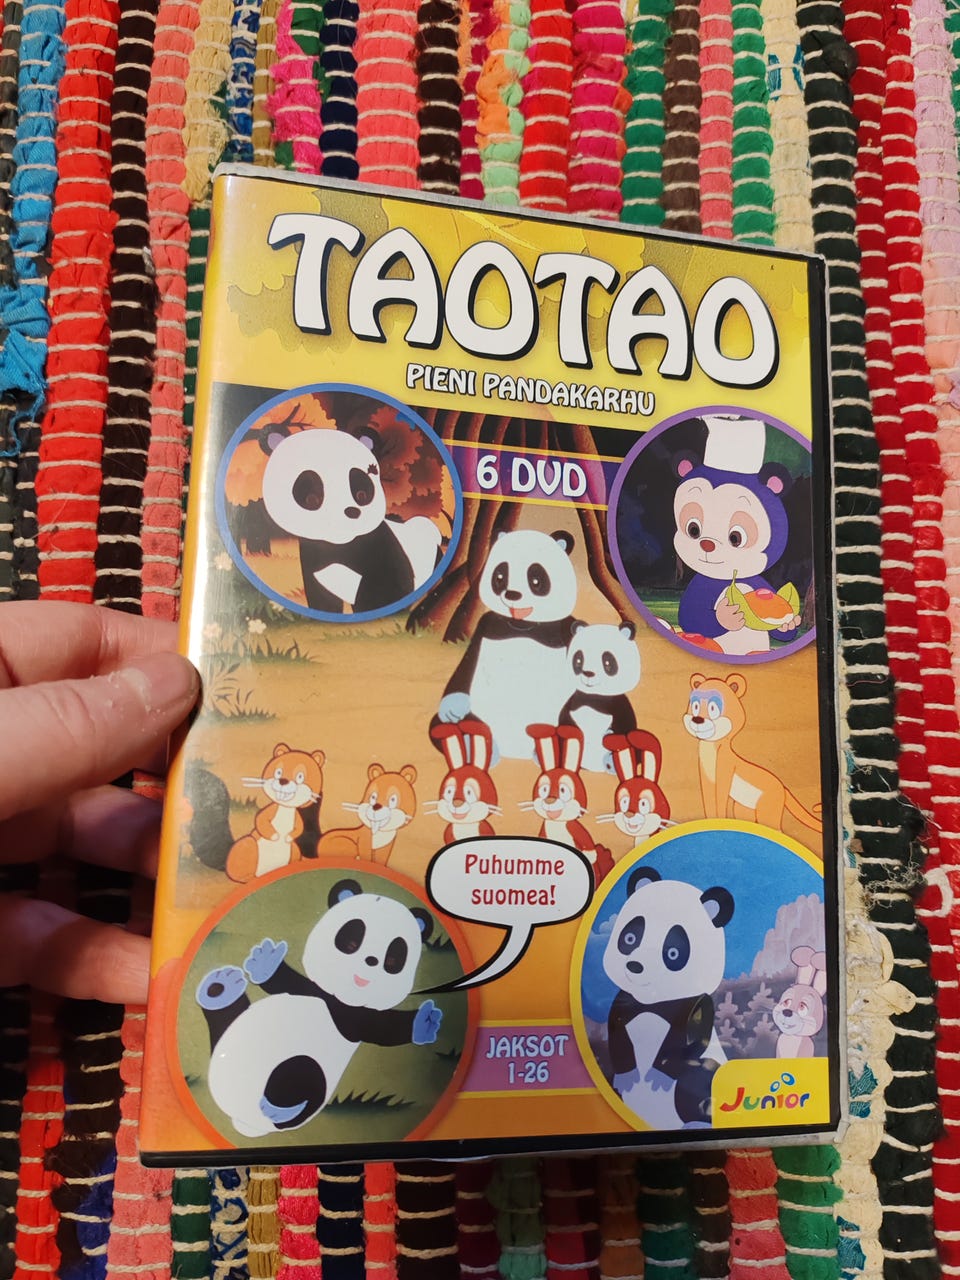 TAOTAO
PIENI PANDAKARHU
6 DVD
Puhumme
suomea!
JAKSOT
1-26
Junior